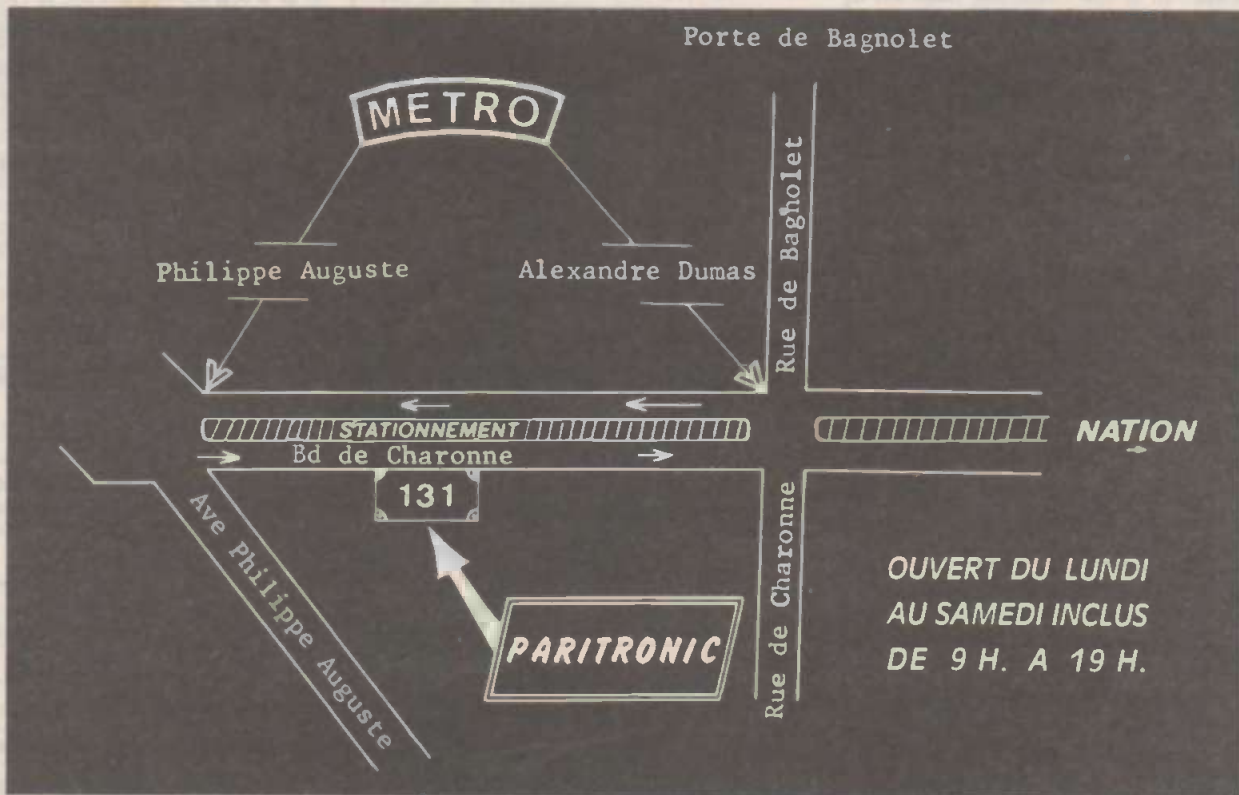 Porte de Bagnolet
METRO
Philippe Auguste
Alexandre Dumas
Rue de Bagnolet
STATIONNEMENT
Bd de Charonne
NATION
131
Ave Philippe Auguste
PARITRONIC
Rue de Charonne
OUVERT DU LUNDI
AU SAMEDI INCLUS
DE 9 H. A 19 H.